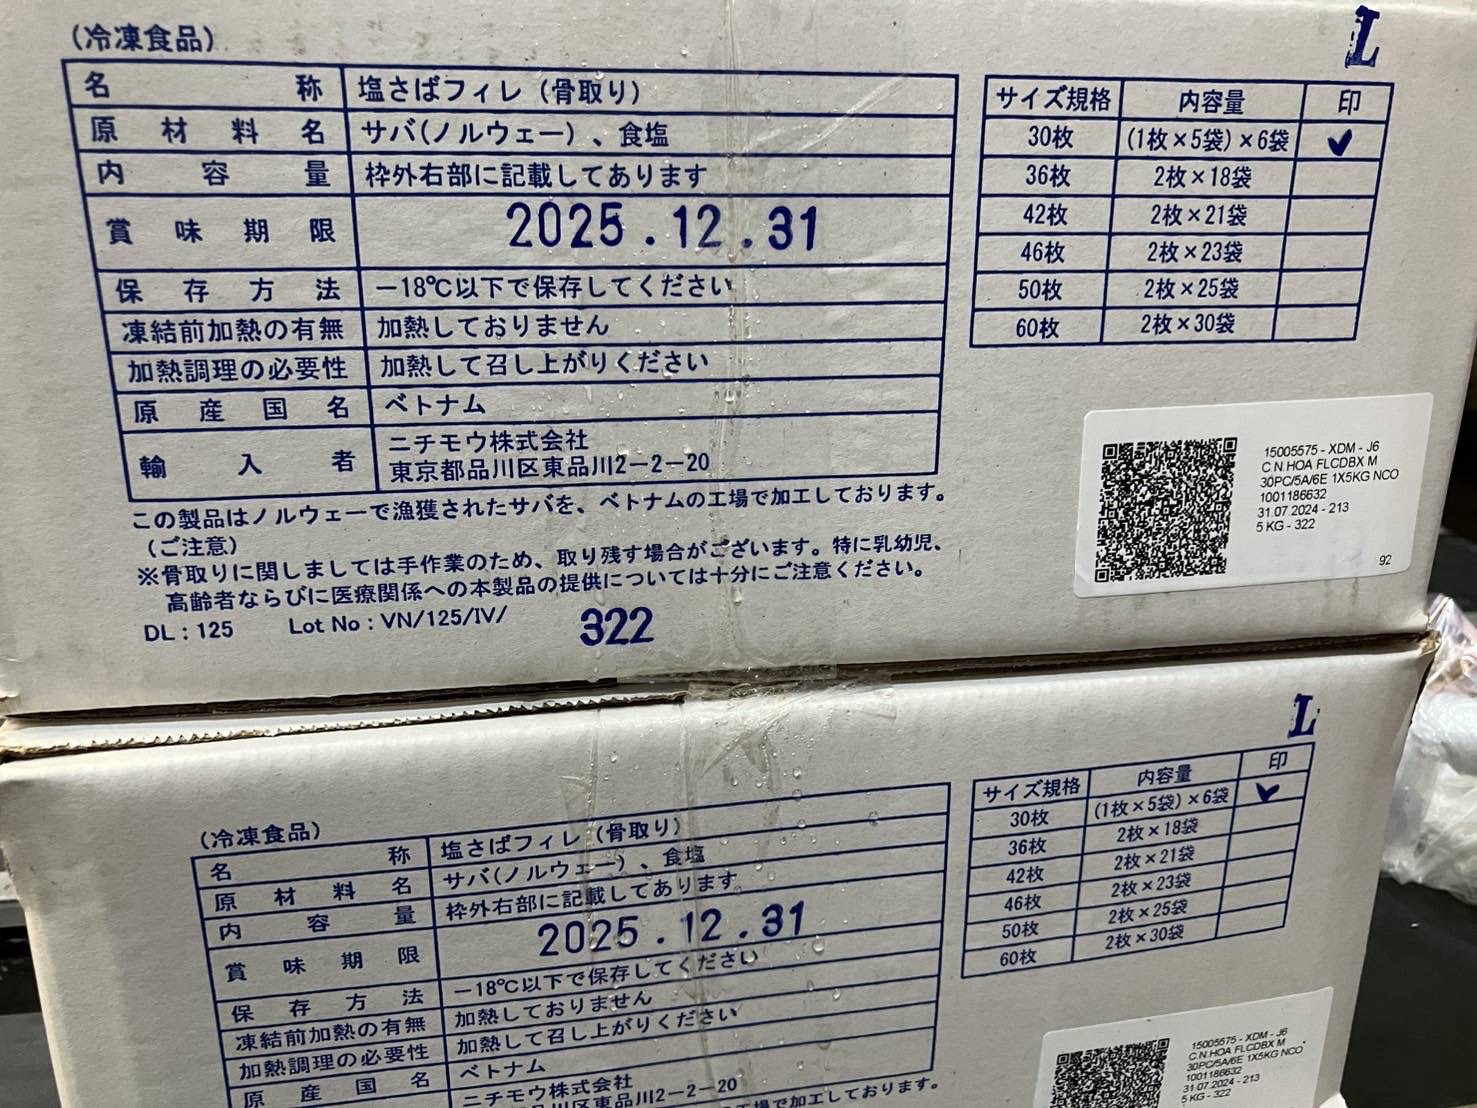 (冷凍食品)
名称 塩さばフィレ(骨取り)
原材料名 サバ(ノルウェー)、食塩
内容量 枠外右部に記載してあります
賞味期限 2025.12.31
保存方法 －18℃以下で保存してください
凍結前加熱の有無 加熱しておりません
加熱調理の必要性 加熱して召し上がりください
原産国名 ベトナム
輸入者 ニチモウ株式会社
東京都品川区東品川2－2－20
この製品はノルウェーで漁獲されたサバを、ベトナムの工場で加工しております。
(ご注意)
※骨取りに関しましては手作業のため、取り残す場合がございます。特に乳幼児、
高齢者ならびに医療関係への本製品の提供については十分にご注意ください。
DL:125 Lot No:VN/125/IV/ 322
L
サイズ規格 内容量 印
30枚 (1枚×5袋)×6袋 ✓
36枚 2枚×18袋
42枚 2枚×21袋
46枚 2枚×23袋
50枚 2枚×25袋
60枚 2枚×30袋
15005575 - XDM - J6
C.N.HOA FLCDBX M
30PC/5A/6E 1X5KG NCO
1001186632
31.07.2024 - 213
5 KG - 322
92
(冷凍食品)
名称 塩さばフィレ(骨取り)
原材料名 サバ(ノルウェー)、食塩
内容量 枠外右部に記載してあります
賞味期限 2025.12.31
保存方法 －18℃以下で保存してください
凍結前加熱の有無 加熱しておりません
加熱調理の必要性 加熱して召し上がりください
原産国名 ベトナム
ニチモウ株式会社
品川区東品川2－2－20
工場で加工しております。
L
サイズ規格 内容量 印
30枚 (1枚×5袋)×6袋 ✓
36枚 2枚×18袋
42枚 2枚×21袋
46枚 2枚×23袋
50枚 2枚×25袋
60枚 2枚×30袋
15005575 - XDM - J6
C.N.HOA FLCDBX M
30PC/5A/6E 1X5KG NCO
1001186632
31.07.2024 - 213
5 KG - 322